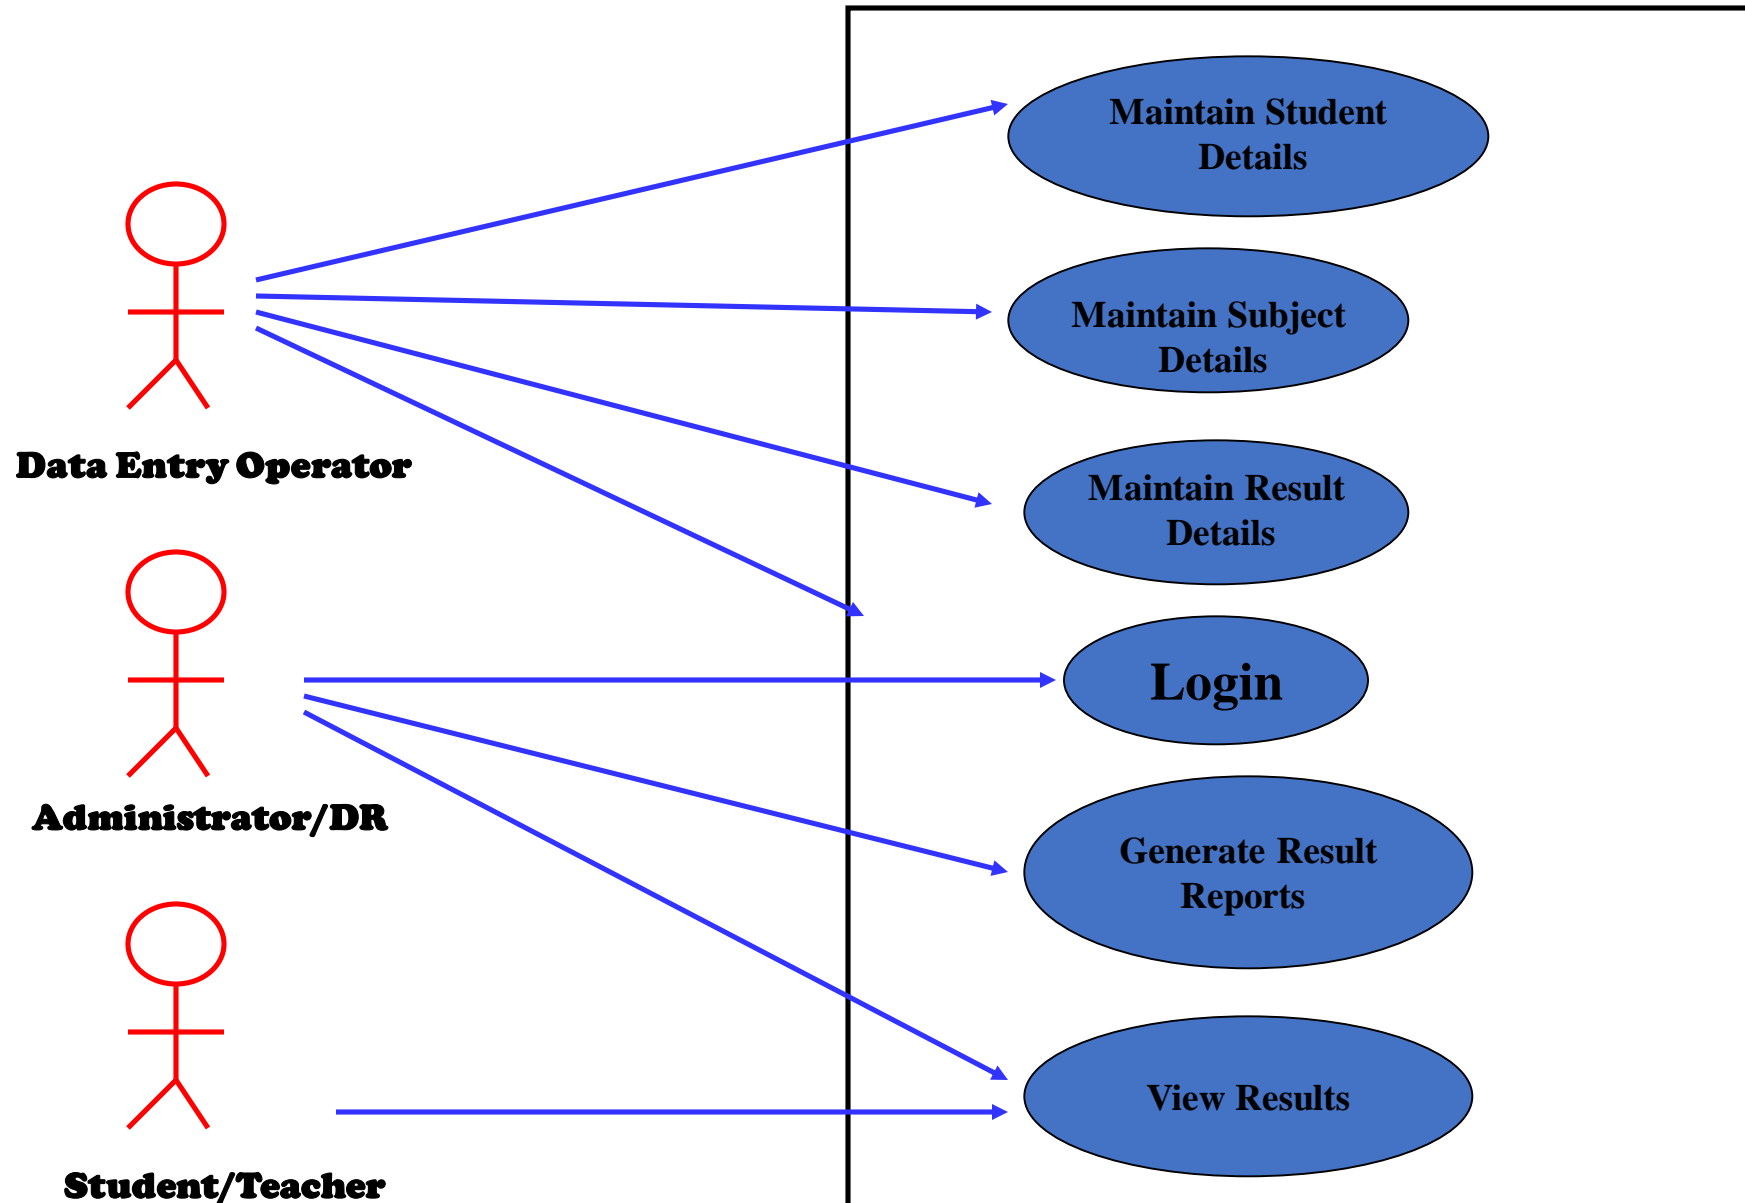 Maintain Student
Details
Maintain Subject
Details
Data Entry Operator
Maintain Result
Details
Login
Administrator/DR
Generate Result
Reports
View Results
Student/Teacher